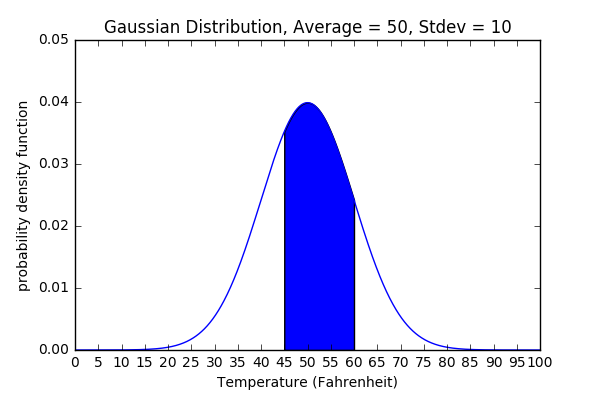 Gaussian Distribution, Average = 50, Stdev = 10
0.05
0.04
0.03
0.02
0.01
0.00
probability density function
0 5 10 15 20 25 30 35 40 45 50 55 60 65 70 75 80 85 90 95 100
Temperature (Fahrenheit)